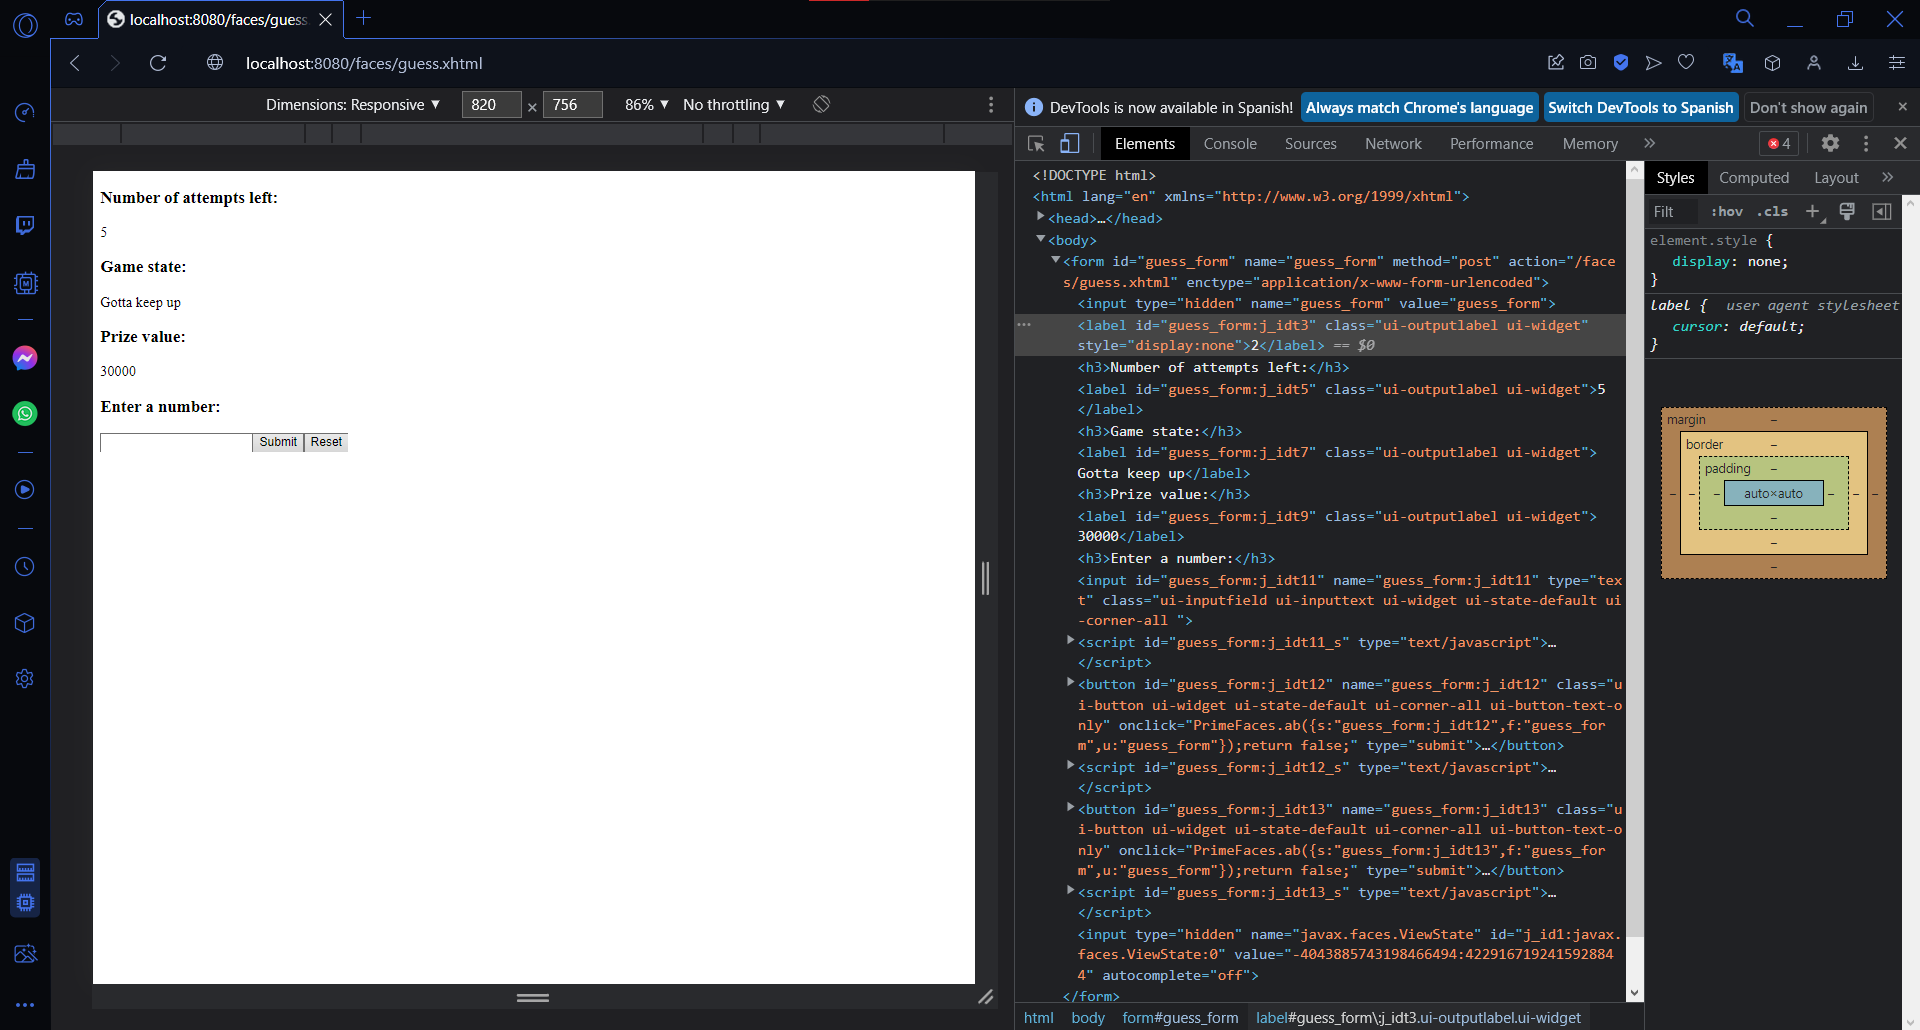 localhost:8080/faces/guess.
localhost:8080/faces/guess.xhtml
Dimensions: Responsive ▼ 820 × 756 86% ▼ No throttling ▼
Number of attempts left:
5
Game state:
Gotta keep up
Prize value:
30000
Enter a number:
Submit Reset
DevTools is now available in Spanish! Always match Chrome's language Switch DevTools to Spanish Don't show again ×
Elements Console Sources Network Performance Memory » 4
<!DOCTYPE html>
<html lang="en" xmlns="http://www.w3.org/1999/xhtml">
<head>…</head>
<body>
<form id="guess_form" name="guess_form" method="post" action="/face
s/guess.xhtml" enctype="application/x-www-form-urlencoded">
<input type="hidden" name="guess_form" value="guess_form">
<label id="guess_form:j_idt3" class="ui-outputlabel ui-widget"
style="display:none">2</label> == $0
<h3>Number of attempts left:</h3>
<label id="guess_form:j_idt5" class="ui-outputlabel ui-widget">5
</label>
<h3>Game state:</h3>
<label id="guess_form:j_idt7" class="ui-outputlabel ui-widget">
Gotta keep up</label>
<h3>Prize value:</h3>
<label id="guess_form:j_idt9" class="ui-outputlabel ui-widget">
30000</label>
<h3>Enter a number:</h3>
<input id="guess_form:j_idt11" name="guess_form:j_idt11" type="tex
t" class="ui-inputfield ui-inputtext ui-widget ui-state-default ui
-corner-all ">
<script id="guess_form:j_idt11_s" type="text/javascript">…
</script>
<button id="guess_form:j_idt12" name="guess_form:j_idt12" class="u
i-button ui-widget ui-state-default ui-corner-all ui-button-text-o
nly" onclick="PrimeFaces.ab({s:"guess_form:j_idt12",f:"guess_for
m",u:"guess_form"});return false;" type="submit">…</button>
<script id="guess_form:j_idt12_s" type="text/javascript">…
</script>
<button id="guess_form:j_idt13" name="guess_form:j_idt13" class="u
i-button ui-widget ui-state-default ui-corner-all ui-button-text-o
nly" onclick="PrimeFaces.ab({s:"guess_form:j_idt13",f:"guess_for
m",u:"guess_form"});return false;" type="submit">…</button>
<script id="guess_form:j_idt13_s" type="text/javascript">…
</script>
<input type="hidden" name="javax.faces.ViewState" id="j_id1:javax.
faces.ViewState:0" value="-4043885743198466494:422916719241592884
4" autocomplete="off">
</form>
html body form#guess_form label#guess_form\:j_idt3.ui-outputlabel.ui-widget
Styles Computed Layout »
Filt :hov .cls +
element.style {
display: none;
}
label { user agent stylesheet
cursor: default;
}
margin –
border –
padding –
– – – auto×auto – – –
–
–
–